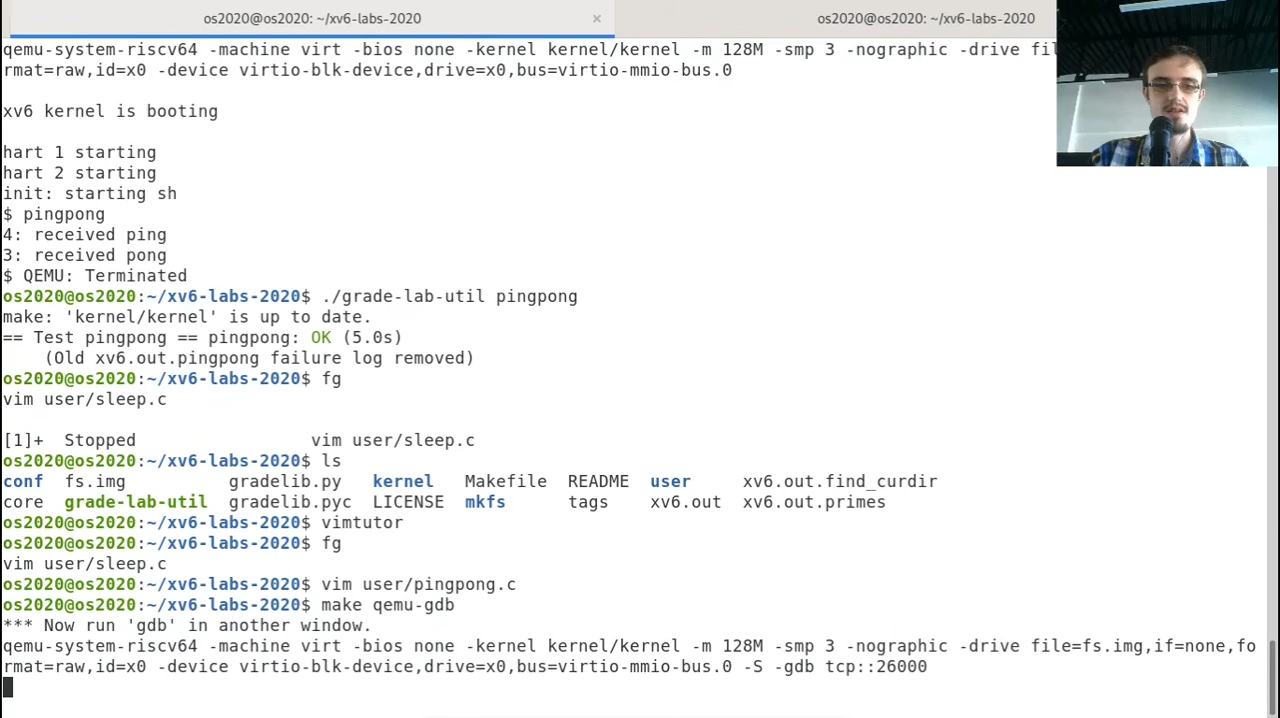 os2020@os2020: ~/xv6-labs-2020 × os2020@os2020: ~/xv6-labs-2020
qemu-system-riscv64 -machine virt -bios none -kernel kernel/kernel -m 128M -smp 3 -nographic -drive
rmat=raw,id=x0 -device virtio-blk-device,drive=x0,bus=virtio-mmio-bus.0
xv6 kernel is booting
hart 1 starting
hart 2 starting
init: starting sh
$ pingpong
4: received ping
3: received pong
$ QEMU: Terminated
os2020@os2020:~/xv6-labs-2020$ ./grade-lab-util pingpong
make: 'kernel/kernel' is up to date.
== Test pingpong == pingpong: OK (5.0s)
(Old xv6.out.pingpong failure log removed)
os2020@os2020:~/xv6-labs-2020$ fg
vim user/sleep.c
[1]+  Stopped                 vim user/sleep.c
os2020@os2020:~/xv6-labs-2020$ ls
conf  fs.img          gradelib.py   kernel   Makefile  README  user     xv6.out.find_curdir
core  grade-lab-util  gradelib.pyc  LICENSE  mkfs      tags    xv6.out  xv6.out.primes
os2020@os2020:~/xv6-labs-2020$ vimtutor
os2020@os2020:~/xv6-labs-2020$ fg
vim user/sleep.c
os2020@os2020:~/xv6-labs-2020$ vim user/pingpong.c
os2020@os2020:~/xv6-labs-2020$ make qemu-gdb
*** Now run 'gdb' in another window.
qemu-system-riscv64 -machine virt -bios none -kernel kernel/kernel -m 128M -smp 3 -nographic -drive file=fs.img,if=none,fo
rmat=raw,id=x0 -device virtio-blk-device,drive=x0,bus=virtio-mmio-bus.0 -S -gdb tcp::26000